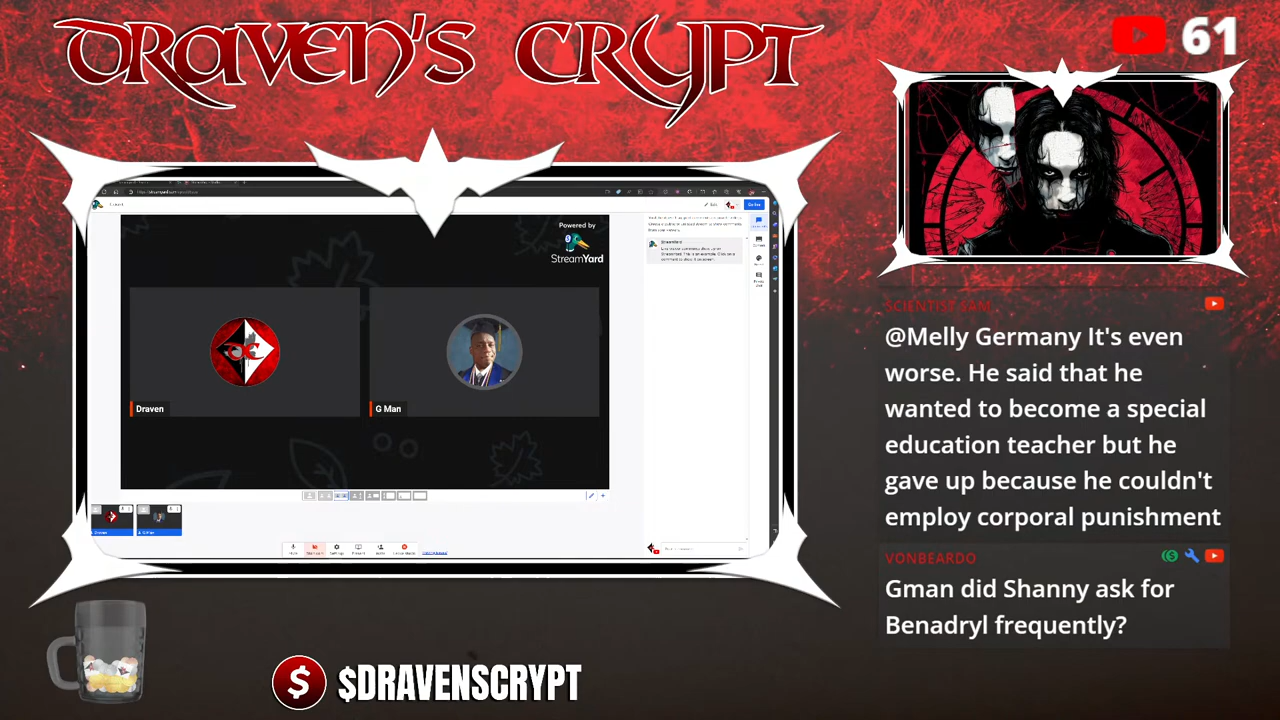 DRAVEN'S CRYPT
61
Powered by
StreamYard
Draven
G Man
SCIENTIST SAM
@Melly Germany It's even
worse. He said that he
wanted to become a special
education teacher but he
gave up because he couldn't
employ corporal punishment
VONBEARDO
Gman did Shanny ask for
Benadryl frequently?
$
$DRAVENSCRYPT